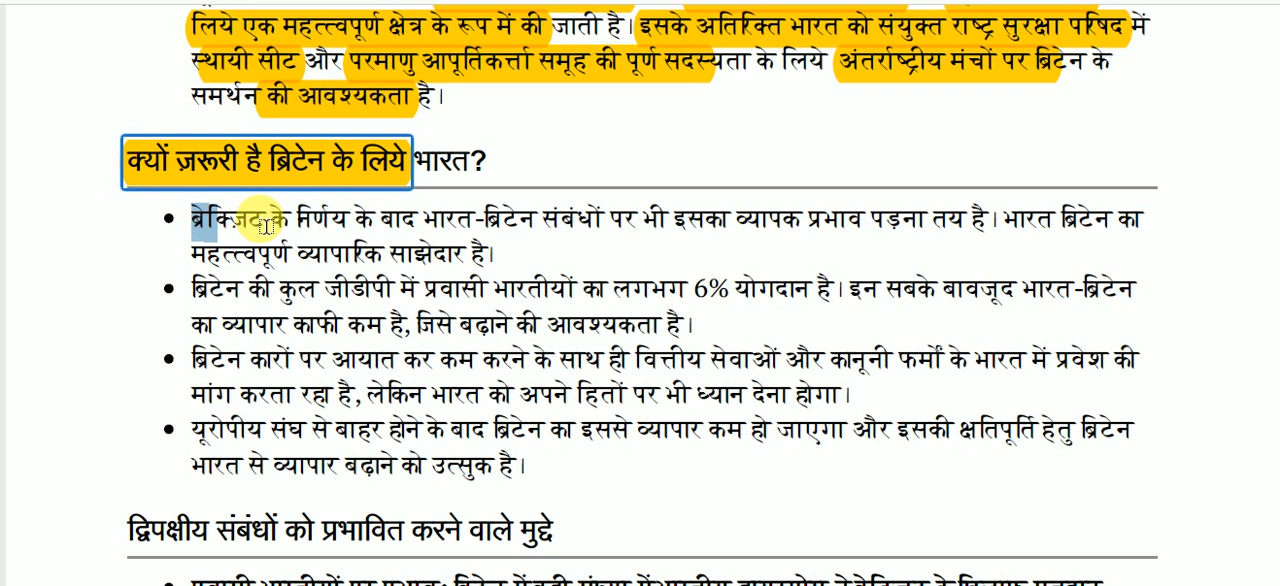 लिये एक महत्त्वपूर्ण क्षेत्र के रूप में की जाती है। इसके अतिरिक्त भारत को संयुक्त राष्ट्र सुरक्षा परिषद में
स्थायी सीट और परमाणु आपूर्तिकर्त्ता समूह की पूर्ण सदस्यता के लिये अंतर्राष्ट्रीय मंचों पर ब्रिटेन के
समर्थन की आवश्यकता है।
क्यों ज़रूरी है ब्रिटेन के लिये भारत?
• ब्रेक्ज़िट के निर्णय के बाद भारत-ब्रिटेन संबंधों पर भी इसका व्यापक प्रभाव पड़ना तय है। भारत ब्रिटेन का
महत्त्वपूर्ण व्यापारिक साझेदार है।
• ब्रिटेन की कुल जीडीपी में प्रवासी भारतीयों का लगभग 6% योगदान है। इन सबके बावजूद भारत-ब्रिटेन
का व्यापार काफी कम है, जिसे बढ़ाने की आवश्यकता है।
• ब्रिटेन कारों पर आयात कर कम करने के साथ ही वित्तीय सेवाओं और कानूनी फर्मों के भारत में प्रवेश की
मांग करता रहा है, लेकिन भारत को अपने हितों पर भी ध्यान देना होगा।
• यूरोपीय संघ से बाहर होने के बाद ब्रिटेन का इससे व्यापार कम हो जाएगा और इसकी क्षतिपूर्ति हेतु ब्रिटेन
भारत से व्यापार बढ़ाने को उत्सुक है।
द्विपक्षीय संबंधों को प्रभावित करने वाले मुद्दे